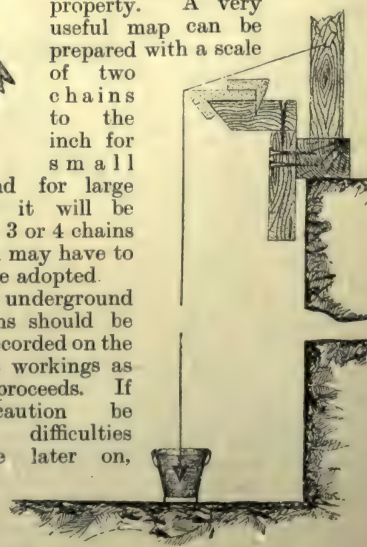 property. A very
useful map can be
prepared with a scale
of two
chains
to the
inch for
small
for large
it will be
3 or 4 chains
may have to
adopted.
underground
should be
corded on the
workings as
proceeds. If
caution be
difficulties
later on,